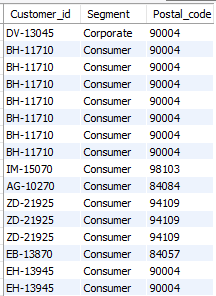 Customer_id Segment Postal_code
DV-13045 Corporate 90004
BH-11710 Consumer 90004
BH-11710 Consumer 90004
BH-11710 Consumer 90004
BH-11710 Consumer 90004
BH-11710 Consumer 90004
BH-11710 Consumer 90004
BH-11710 Consumer 90004
IM-15070 Consumer 98103
AG-10270 Consumer 84084
ZD-21925 Consumer 94109
ZD-21925 Consumer 94109
ZD-21925 Consumer 94109
EB-13870 Consumer 84057
EH-13945 Consumer 90004
EH-13945 Consumer 90004